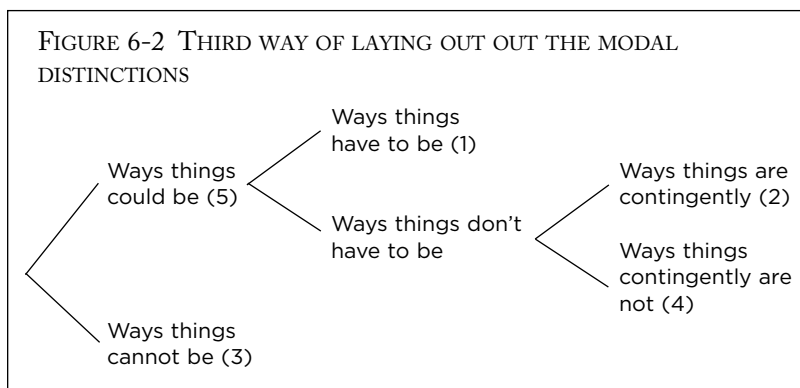 FIGURE 6-2 THIRD WAY OF LAYING OUT OUT THE MODAL
DISTINCTIONS
Ways things
have to be (1)
Ways things
could be (5)
Ways things are
contingently (2)
Ways things don't
have to be
Ways things
contingently are
not (4)
Ways things
cannot be (3)